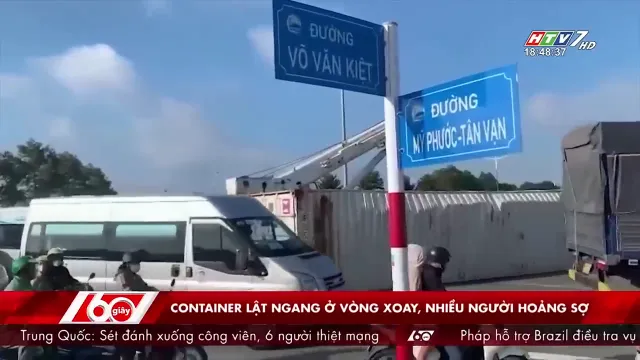 ĐƯỜNG
VÕ VĂN KIỆT
ĐƯỜNG
MỸ PHƯỚC-TÂN VẠN
HTV7 HD
18:48:37
60 giây
CONTAINER LẬT NGANG Ở VÒNG XOAY, NHIỀU NGƯỜI HOẢNG SỢ
Trung Quốc: Sét đánh xuống công viên, 6 người thiệt mạng
60
Pháp hỗ trợ Brazil điều tra vụ